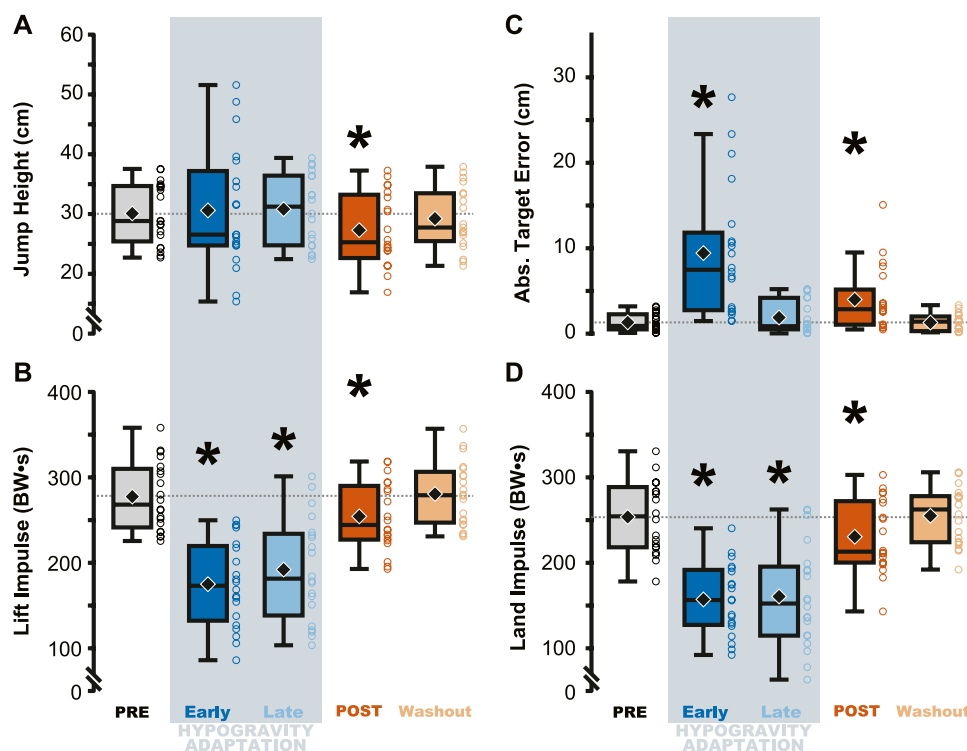 A
Jump Height (cm)
60
50
40
30
20
0
*
C
Abs. Target Error (cm)
30
20
10
0
*
*
B
Lift Impulse (BW•s)
400
300
200
100
0
*
*
*
PRE
Early
Late
POST
Washout
HYPOGRAVITY
ADAPTATION
D
Land Impulse (BW•s)
400
300
200
100
0
*
*
*
PRE
Early
Late
POST
Washout
HYPOGRAVITY
ADAPTATION